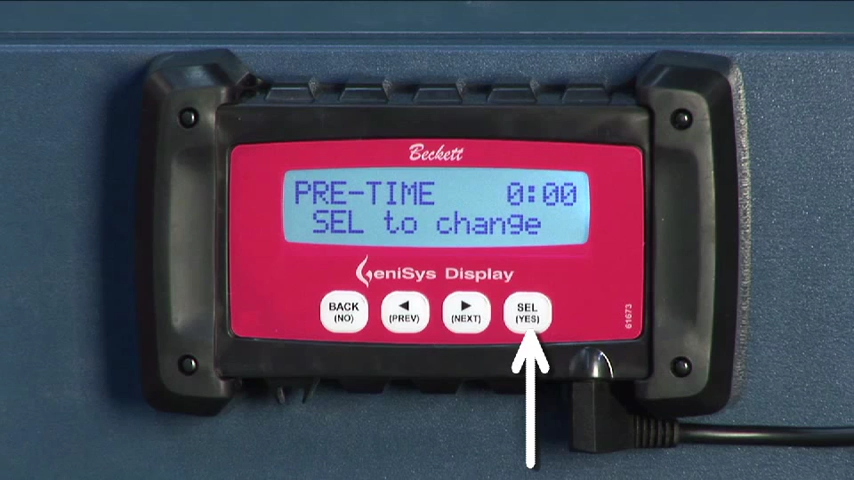 Beckett
PRE-TIME 0:00
SEL to change
GeniSys Display
BACK
(NO)
◄
(PREV)
►
(NEXT)
SEL
(YES)
61673